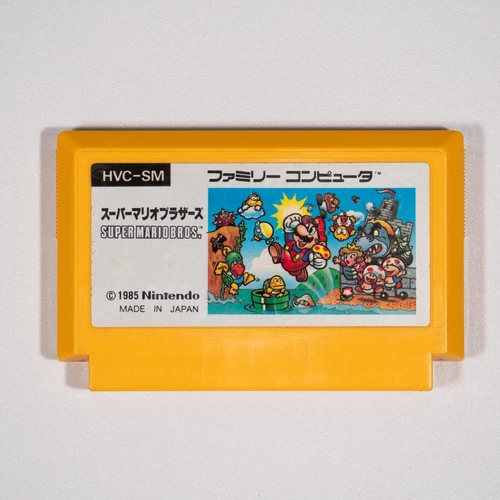 HVC-SM
ファミリー コンピュータ™
スーパーマリオブラザーズ
SUPER MARIO BROS.™
© 1985 Nintendo
MADE IN JAPAN